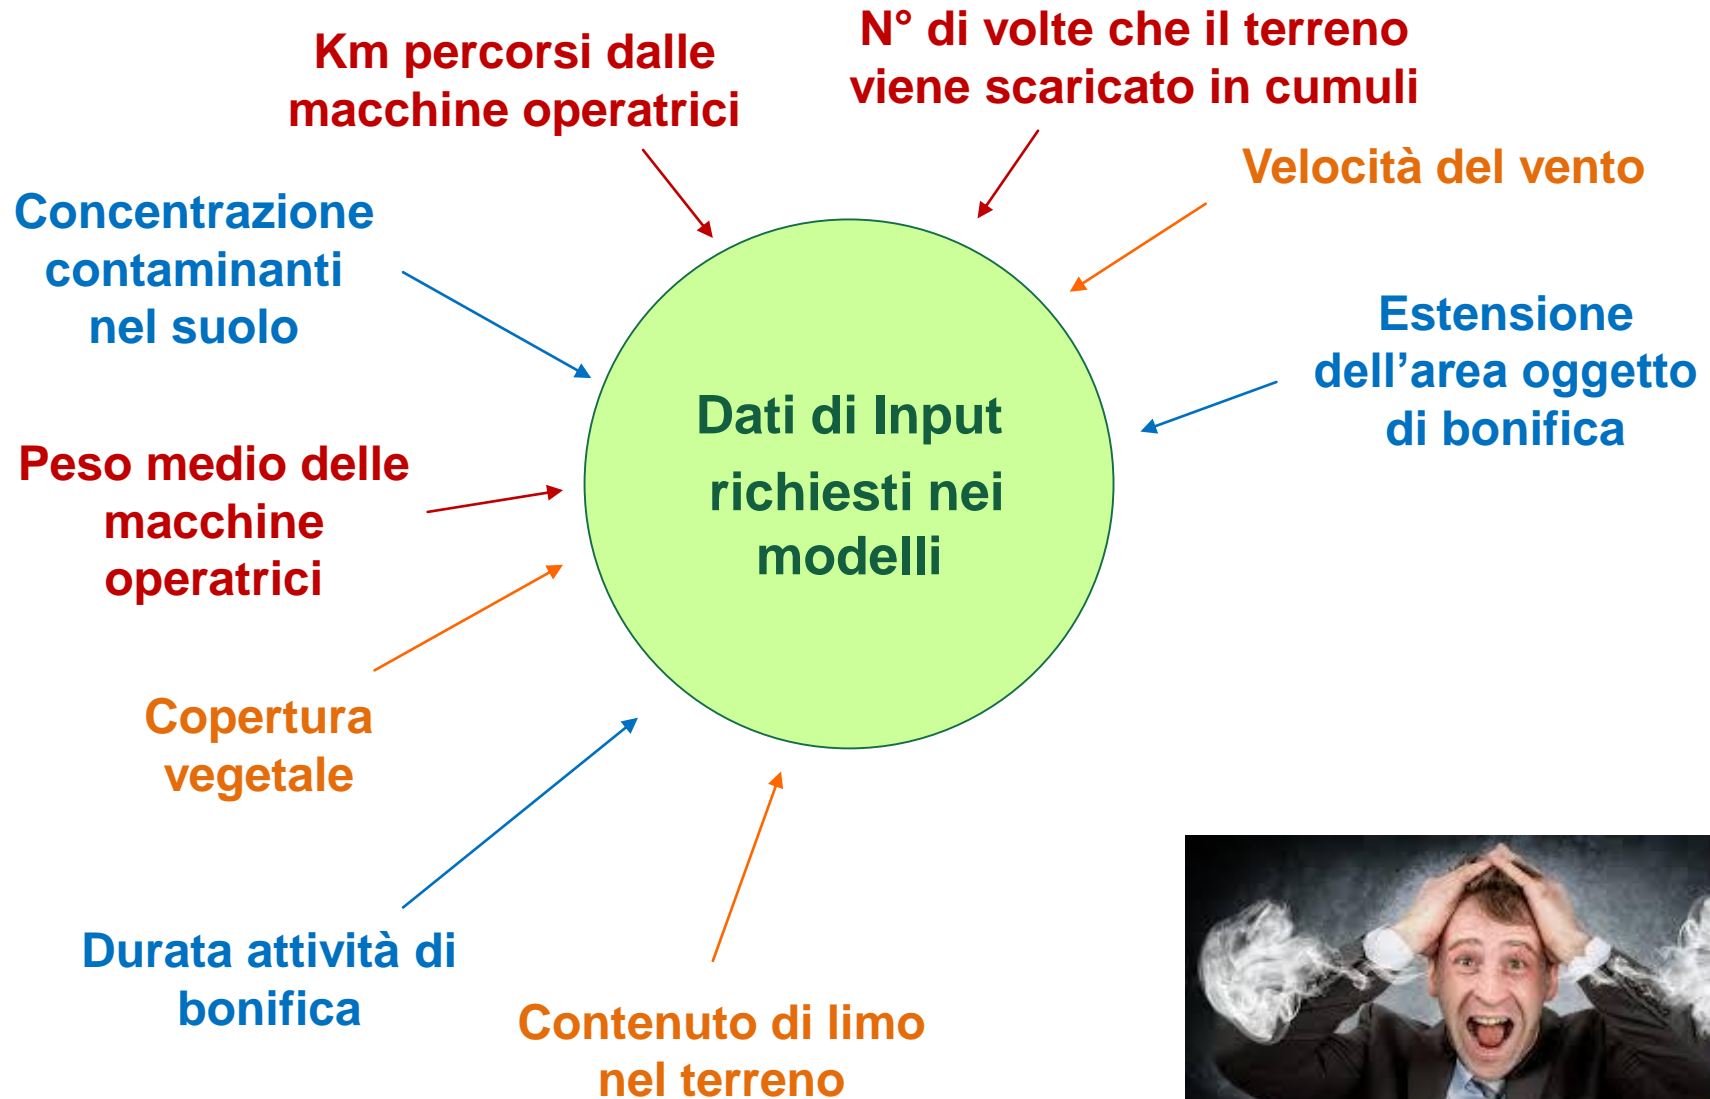 Km percorsi dalle
macchine operatrici
N° di volte che il terreno
viene scaricato in cumuli
Velocità del vento
Concentrazione
contaminanti
nel suolo
Estensione
dell’area oggetto
di bonifica
Dati di Input
richiesti nei
modelli
Peso medio delle
macchine
operatrici
Copertura
vegetale
Durata attività di
bonifica
Contenuto di limo
nel terreno